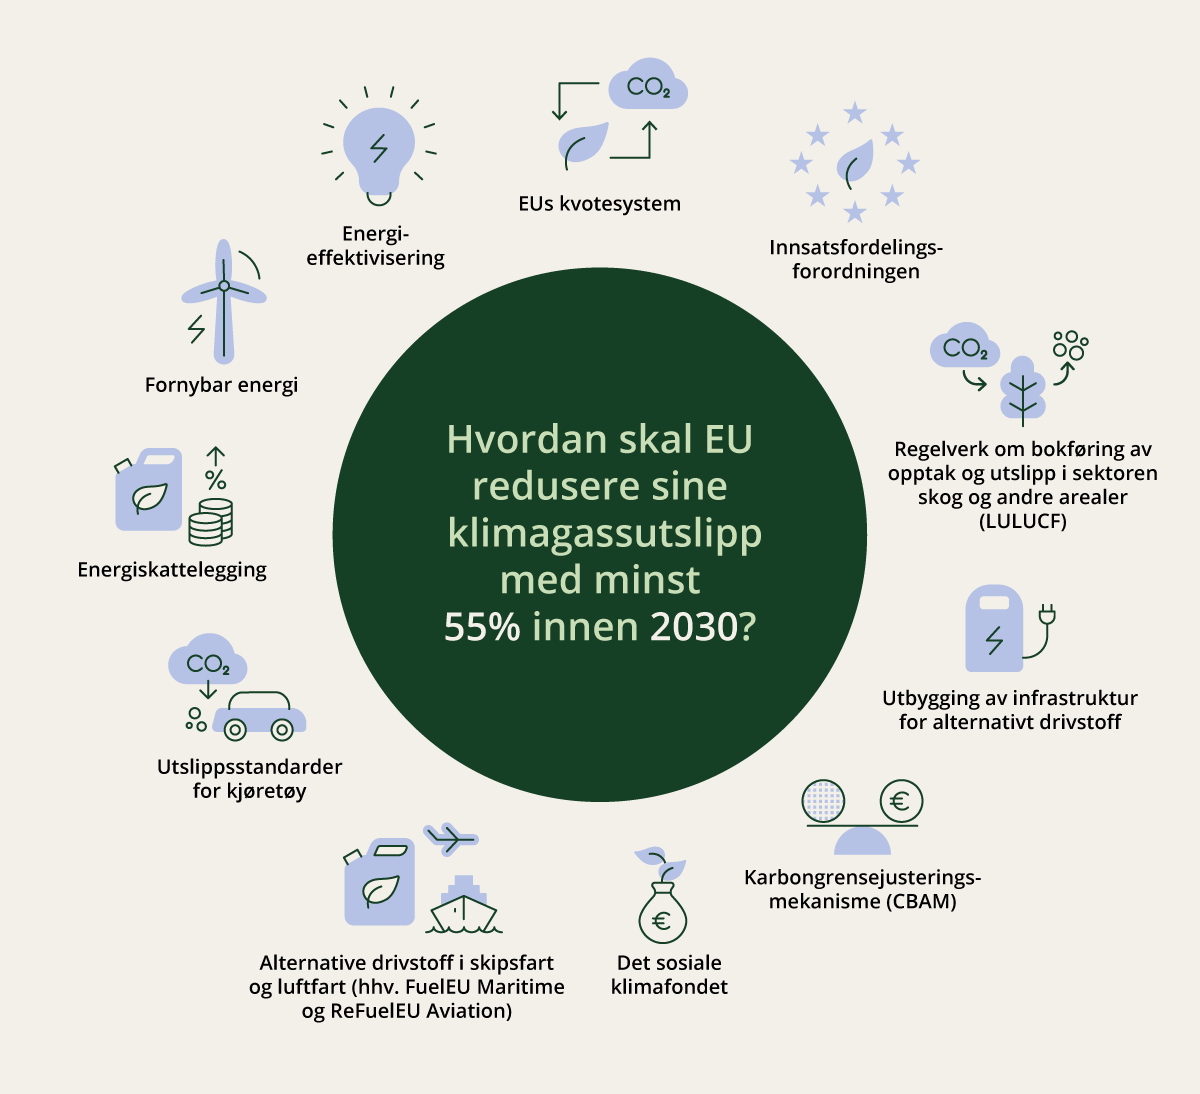 CO2
EUs kvotesystem
Innsatsfordelings-
forordningen
CO2
Regelverk om bokføring av
opptak og utslipp i sektoren
skog og andre arealer
(LULUCF)
Utbygging av infrastruktur
for alternativt drivstoff
€
Karbongrensejusterings-
mekanisme (CBAM)
€
Det sosiale
klimafondet
Alternative drivstoff i skipsfart
og luftfart (hhv. FuelEU Maritime
og ReFuelEU Aviation)
CO2
Utslippsstandarder
for kjøretøy
%
Energiskattelegging
Fornybar energi
Energi-
effektivisering
Hvordan skal EU
redusere sine
klimagassutslipp
med minst
55% innen 2030?